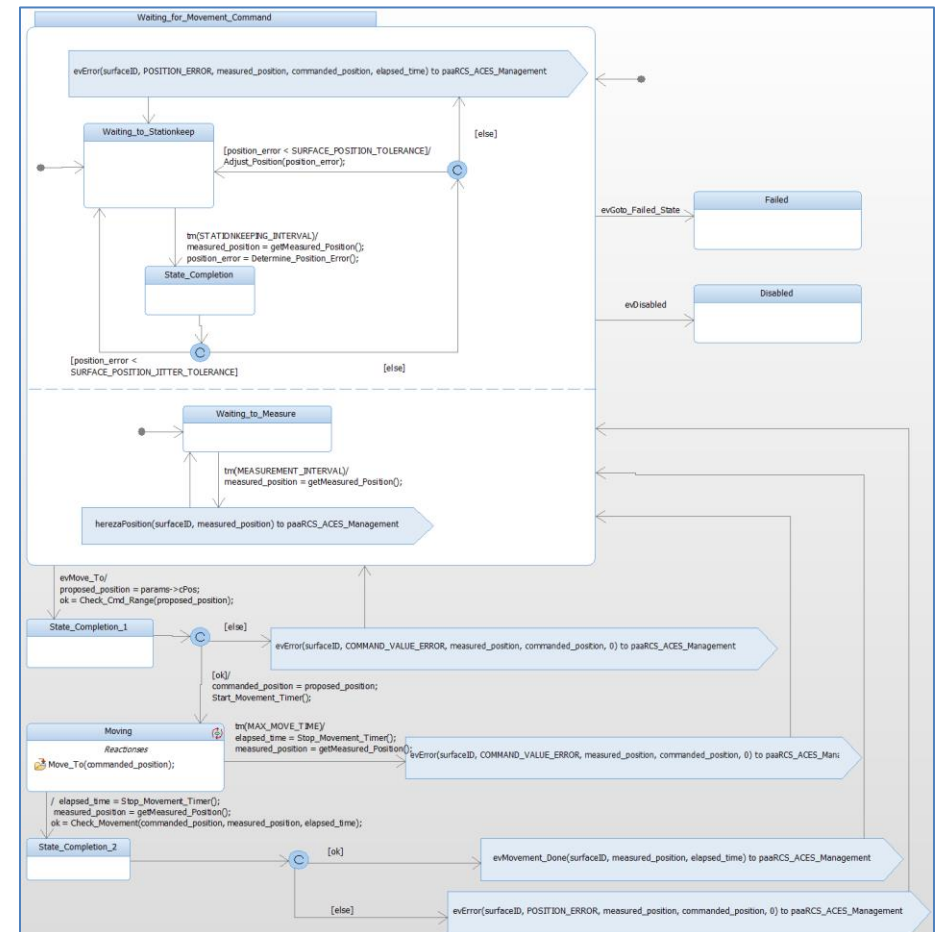 Waiting_for_Movement_Command
evError(surfaceID, POSITION_ERROR, measured_position, commanded_position, elapsed_time) to paaRCS_ACES_Management
Waiting_to_Stationkeep
[else]
[position_error < SURFACE_POSITION_TOLERANCE]/
Adjust_Position(position_error);
C
evGoto_Failed_State
Failed
tm(STATIONKEEPING_INTERVAL)/
measured_position = getMeasured_Position();
position_error = Determine_Position_Error();
State_Completion
evDisabled
Disabled
C
[position_error <
SURFACE_POSITION_JITTER_TOLERANCE]
[else]
Waiting_to_Measure
tm(MEASUREMENT_INTERVAL)/
measured_position = getMeasured_Position();
herezaPosition(surfaceID, measured_position) to paaRCS_ACES_Management
evMove_To/
proposed_position = params->cPos;
ok = Check_Cmd_Range(proposed_position);
State_Completion_1
C
[else]
evError(surfaceID, COMMAND_VALUE_ERROR, measured_position, commanded_position, 0) to paaRCS_ACES_Management
[ok]/
commanded_position = proposed_position;
Start_Movement_Timer();
Moving
Reactionses
Move_To(commanded_position);
tm(MAX_MOVE_TIME)/
elapsed_time = Stop_Movement_Timer();
measured_position = getMeasured_Position();
evError(surfaceID, COMMAND_VALUE_ERROR, measured_position, commanded_position, 0) to paaRCS_ACES_Mana
/ elapsed_time = Stop_Movement_Timer();
measured_position = getMeasured_Position();
ok = Check_Movement(commanded_position, measured_position, elapsed_time);
State_Completion_2
C
[ok]
evMovement_Done(surfaceID, measured_position, elapsed_time) to paaRCS_ACES_Management
[else]
evError(surfaceID, POSITION_ERROR, measured_position, commanded_position, 0) to paaRCS_ACES_Management